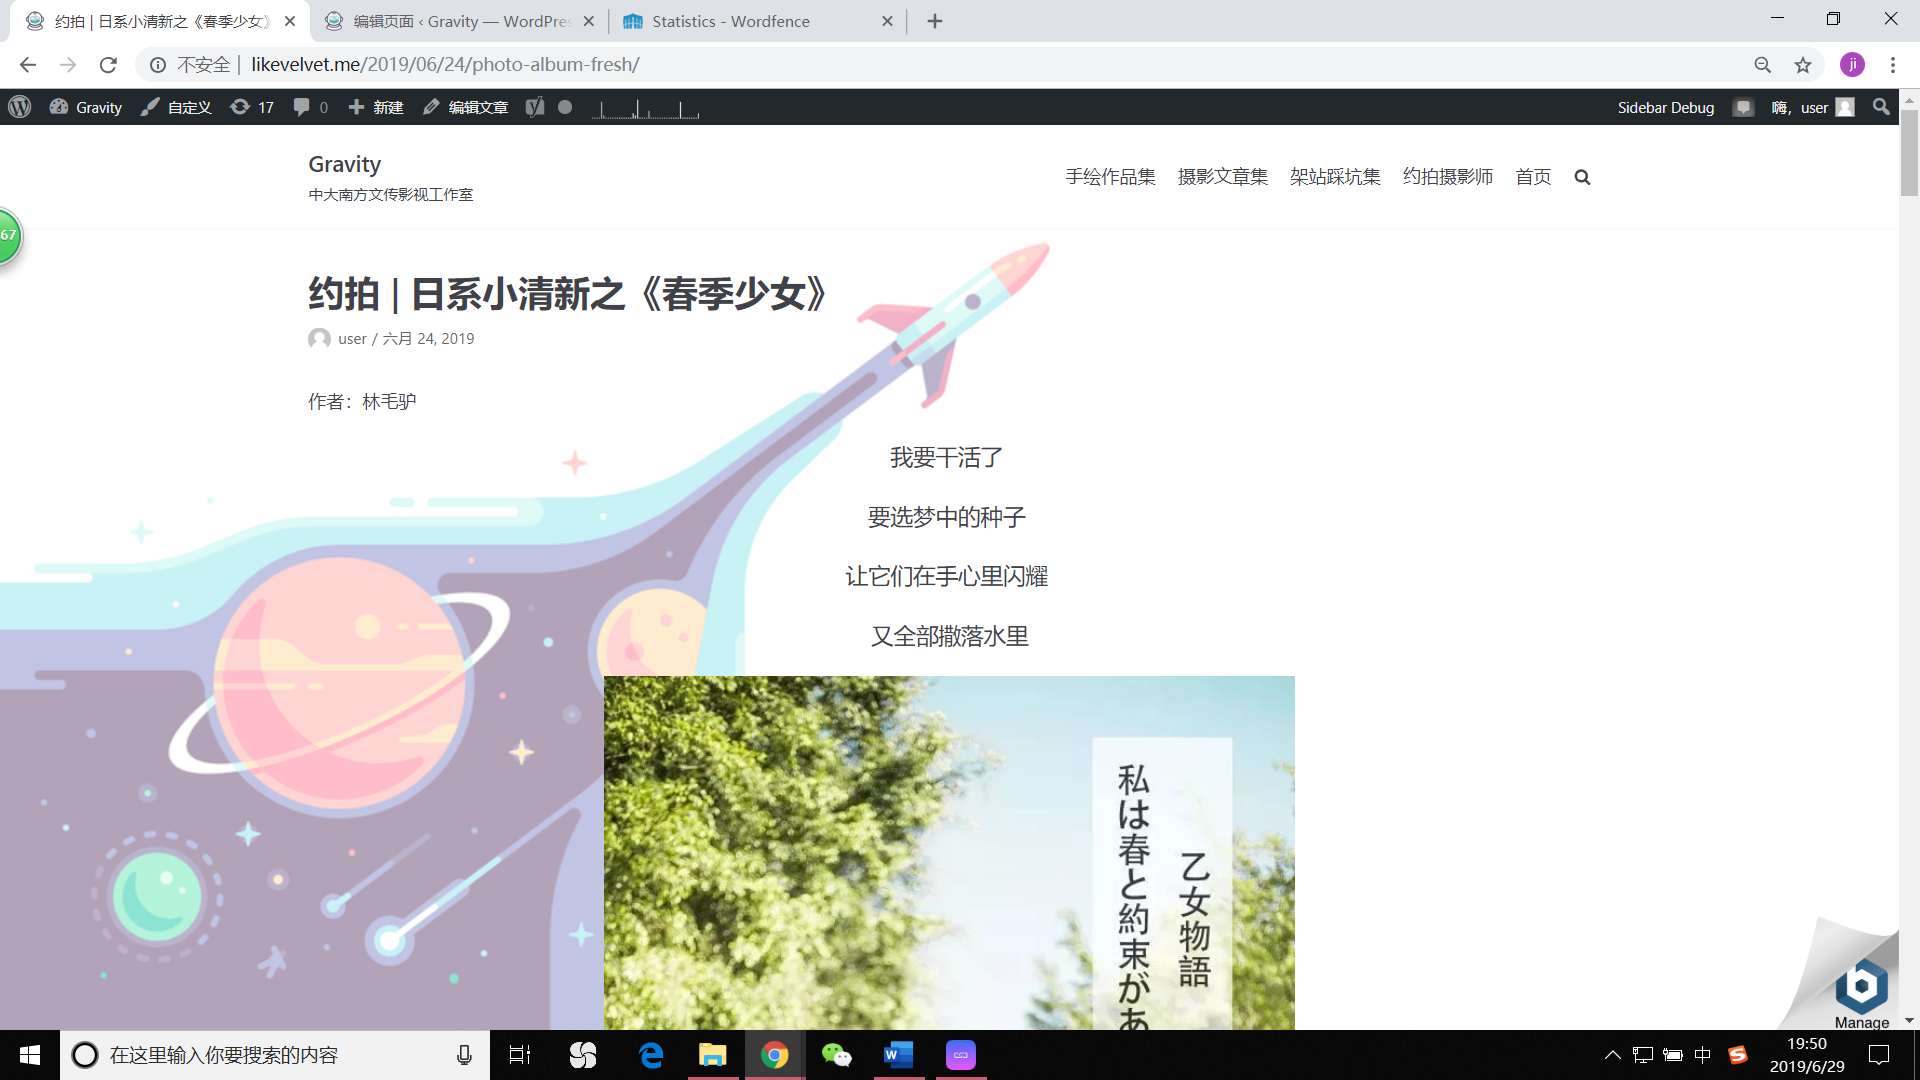 约拍 | 日系小清新之《春季少女》
编辑页面 ‹ Gravity — WordPres
Statistics - Wordfence
不安全 | likevelvet.me/2019/06/24/photo-album-fresh/
ji
Gravity
自定义
17
0
新建
编辑文章
Sidebar Debug
嗨，user
Gravity
中大南方文传影视工作室
手绘作品集
摄影文章集
架站踩坑集
约拍摄影师
首页
67
约拍 | 日系小清新之《春季少女》
user / 六月 24, 2019
作者：林毛驴
我要干活了
要选梦中的种子
让它们在手心里闪耀
又全部撒落水里
乙女物語
私は春と約束があ
Manage
在这里输入你要搜索的内容
中
19:50
2019/6/29